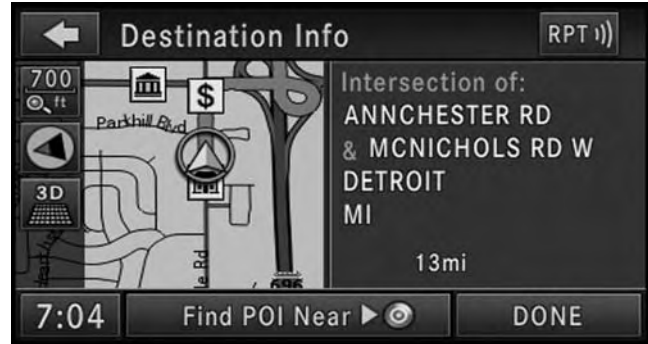 Destination Info
RPT
700
ft
3D
Parkhill Blvd
$
Rd
696
Intersection of:
ANNCHESTER RD
& MCNICHOLS RD W
DETROIT
MI
13mi
7:04
Find POI Near
DONE